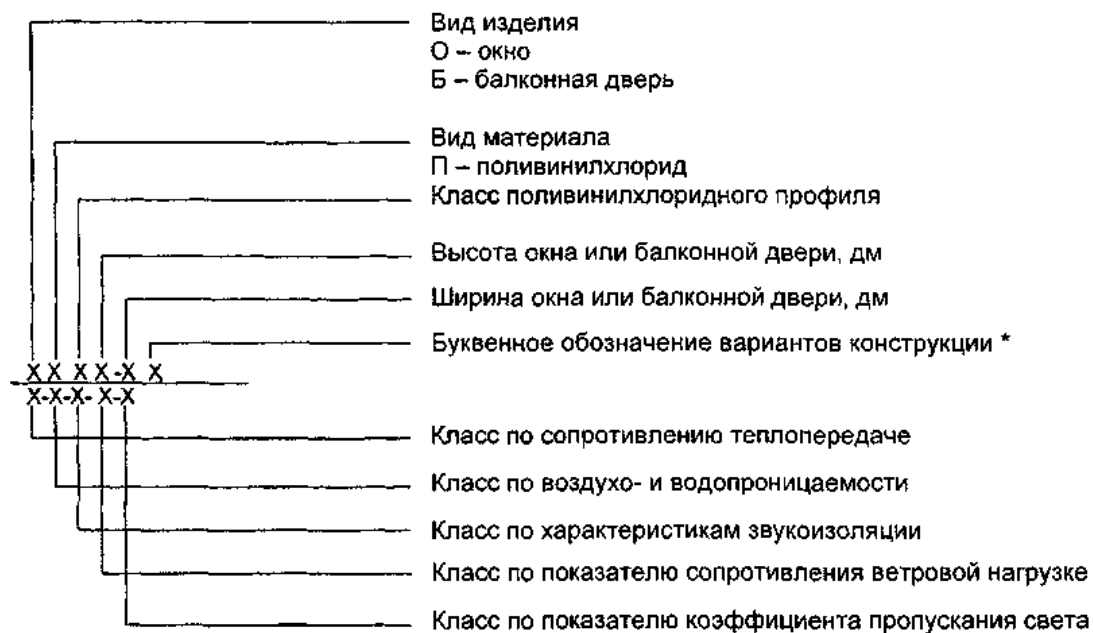 Вид изделия
О – окно
Б – балконная дверь
Вид материала
П – поливинилхлорид
Класс поливинилхлоридного профиля
Высота окна или балконной двери, дм
Ширина окна или балконной двери, дм
Буквенное обозначение вариантов конструкции *
Х Х Х Х -Х Х
Х-Х-Х- Х-Х
Класс по сопротивлению теплопередаче
Класс по воздухо- и водопроницаемости
Класс по характеристикам звукоизоляции
Класс по показателю сопротивления ветровой нагрузке
Класс по показателю коэффициента пропускания света